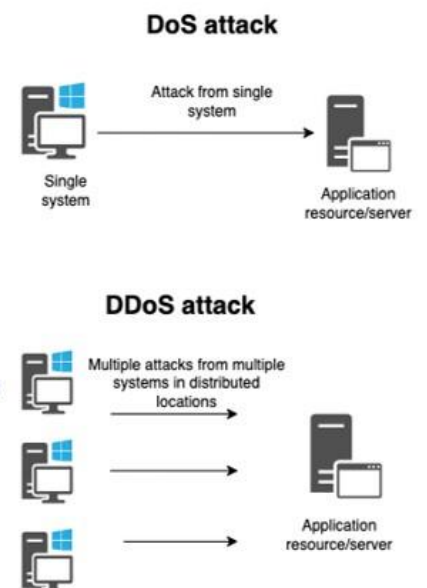 DoS attack
Attack from single
system
Single
system
Application
resource/server
DDoS attack
Multiple attacks from multiple
systems in distributed
locations
Application
resource/server